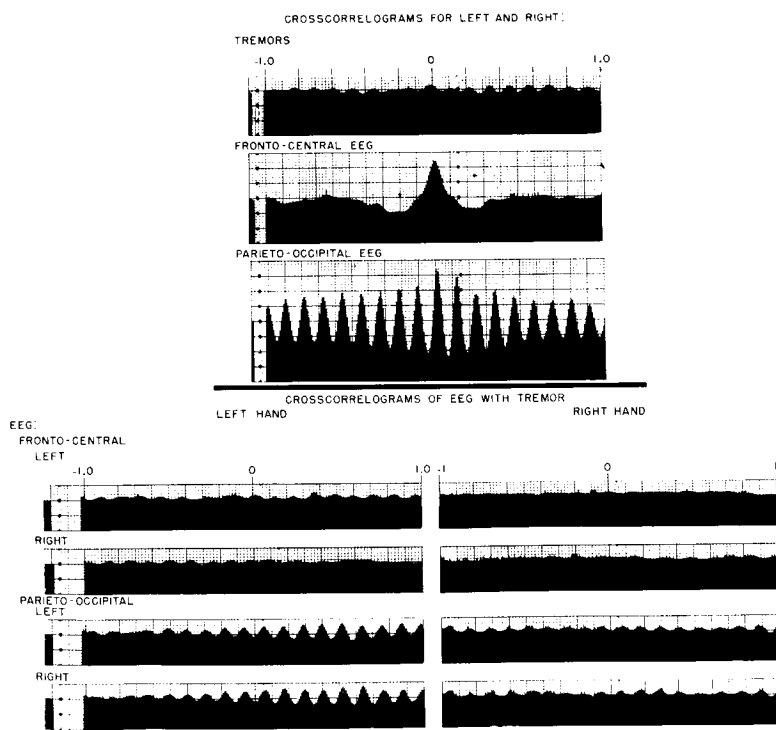 CROSSCORRELOGRAMS FOR LEFT AND RIGHT:
TREMORS
-1.0 0 1.0
FRONTO-CENTRAL EEG
PARIETO-OCCIPITAL EEG
CROSSCORRELOGRAMS OF EEG WITH TREMOR
LEFT HAND RIGHT HAND
EEG:
FRONTO-CENTRAL
LEFT
-1.0 0 1.0 -1 0 1.0
RIGHT
PARIETO-OCCIPITAL
LEFT
RIGHT